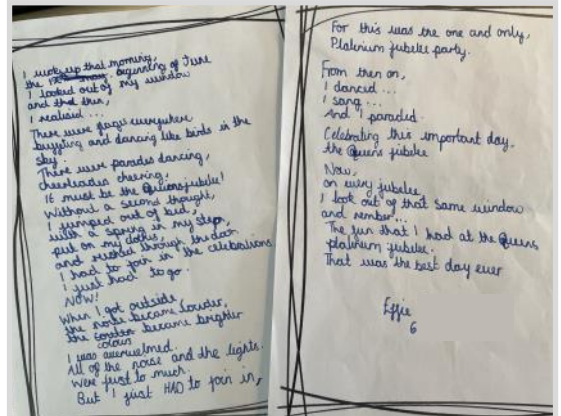 I woke up that morning,
the beginning of June
I looked out of my window
and then,
I realised ...
There were flags everywhere
buggling and dancing like birds in the
sky.
There were parades dancing,
cheerleaders cheering,
It must be the Queens jubilee!
Without a second thought,
I jumped out of bed,
with a spring in my step,
put on my clothes,
and rushed through the door
I had to join in the celebrations
I just had to go.
NOW!
When I got outside,
the noise became louder,
the colours became brighter
I was overwelmed.
All of the noise and the lights.
Were just to much.
But I just HAD to join in,
For this was the one and only,
Platinum jubilee party.
From then on,
I danced ...
I sang ...
And I paraded.
Celebrating this important day.
the Queens jubilee
Now,
on every jubilee
I look out of that same window
and rember...
The fun that I had at the Queens
platinum jubilee.
That was the best day ever
Effie
6